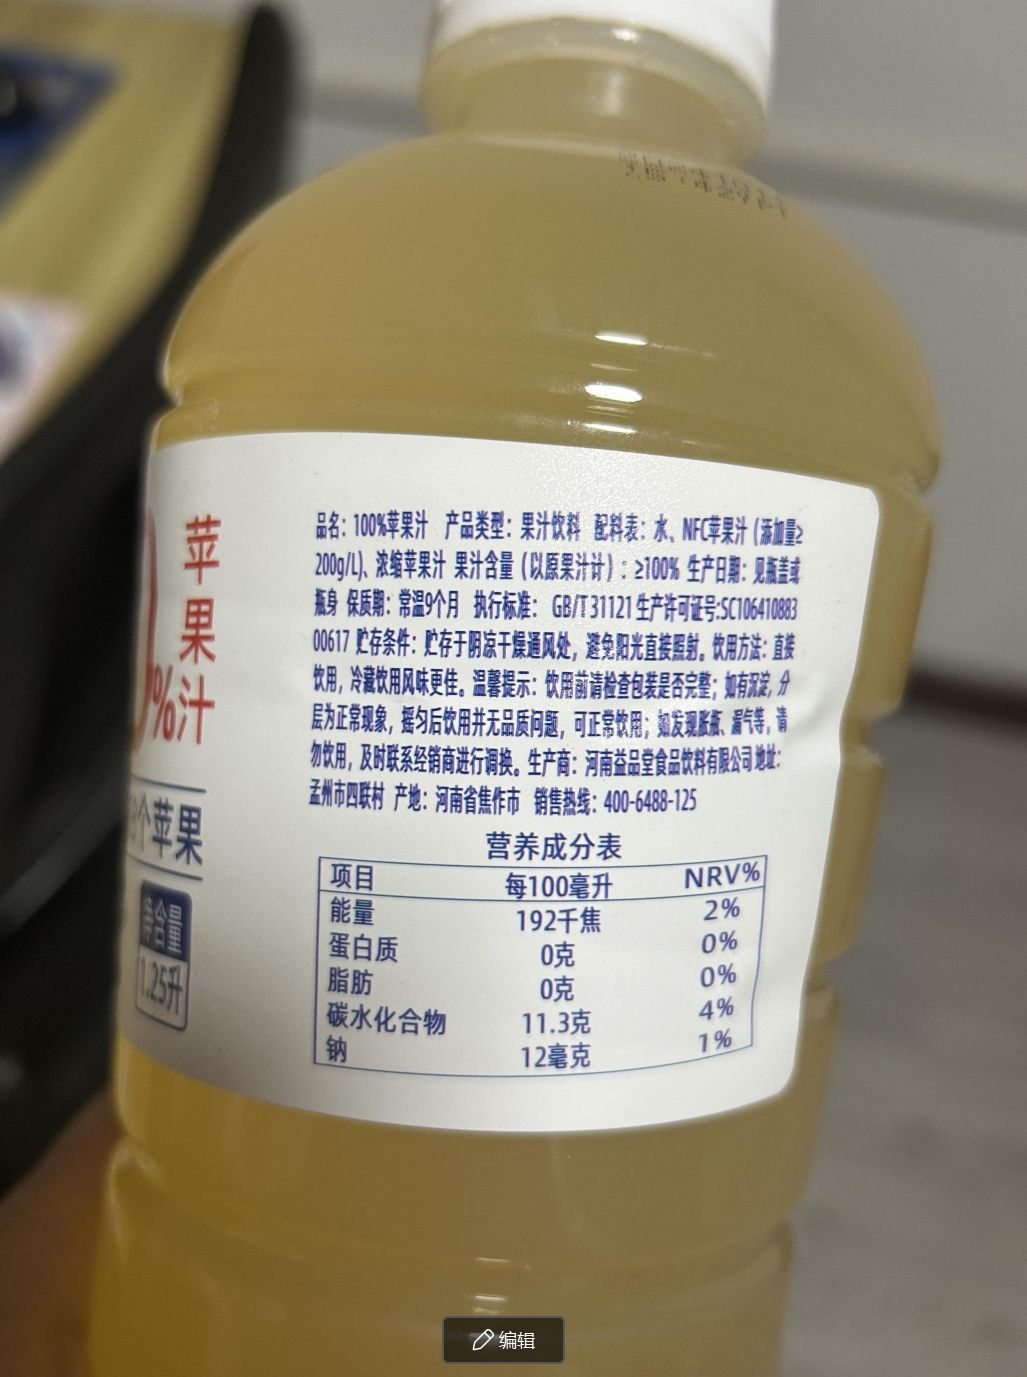 苹果汁
%
个苹果
净含量
1.25升
品名：100%苹果汁 产品类型：果汁饮料 配料表：水、NFC苹果汁（添加量≥
200g/L)、浓缩苹果汁 果汁含量（以原果汁计）：≥100% 生产日期：见瓶盖或
瓶身 保质期：常温9个月 执行标准： GB/T 31121 生产许可证号:SC106410883
00617 贮存条件：贮存于阴凉干燥通风处，避免阳光直接照射。饮用方法：直接
饮用，冷藏饮用风味更佳。温馨提示：饮用前请检查包装是否完整；如有沉淀，分
层为正常现象，摇匀后饮用并无品质问题，可正常饮用；如发现胀瓶、漏气等，请
勿饮用，及时联系经销商进行调换。生产商：河南益品堂食品饮料有限公司 地址：
孟州市四联村 产地：河南省焦作市 销售热线：400-6488-125
营养成分表
项目 每100毫升 NRV%
能量 192千焦 2%
蛋白质 0克 0%
脂肪 0克 0%
碳水化合物 11.3克 4%
钠 12毫克 1%
编辑